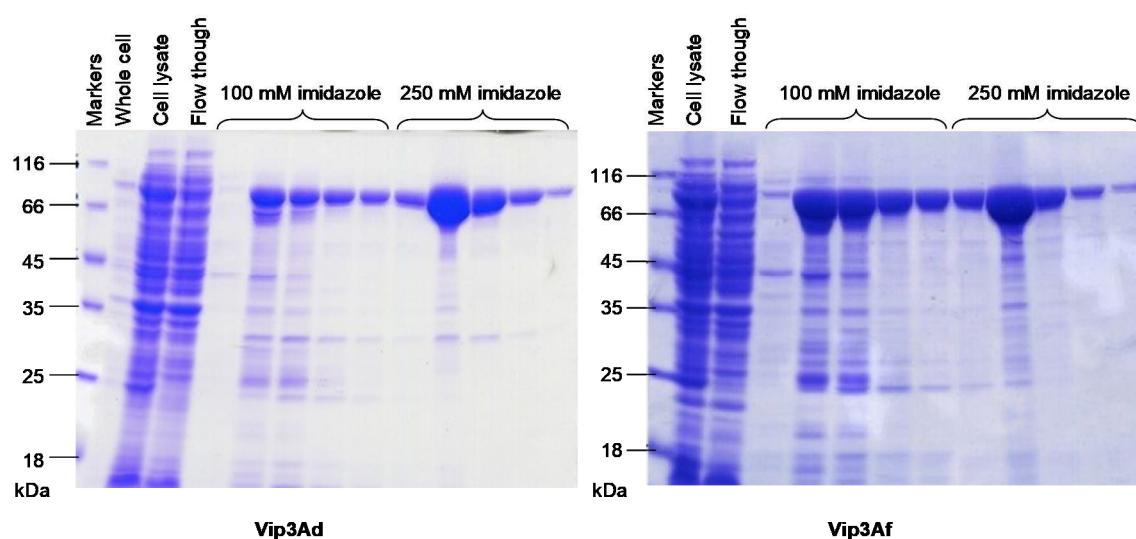 Markers
Whole cell
Cell lysate
Flow though
100 mM imidazole
250 mM imidazole
116
66
45
35
25
18
kDa
Vip3Ad
Markers
Cell lysate
Flow though
100 mM imidazole
250 mM imidazole
116
66
45
35
25
18
kDa
Vip3Af